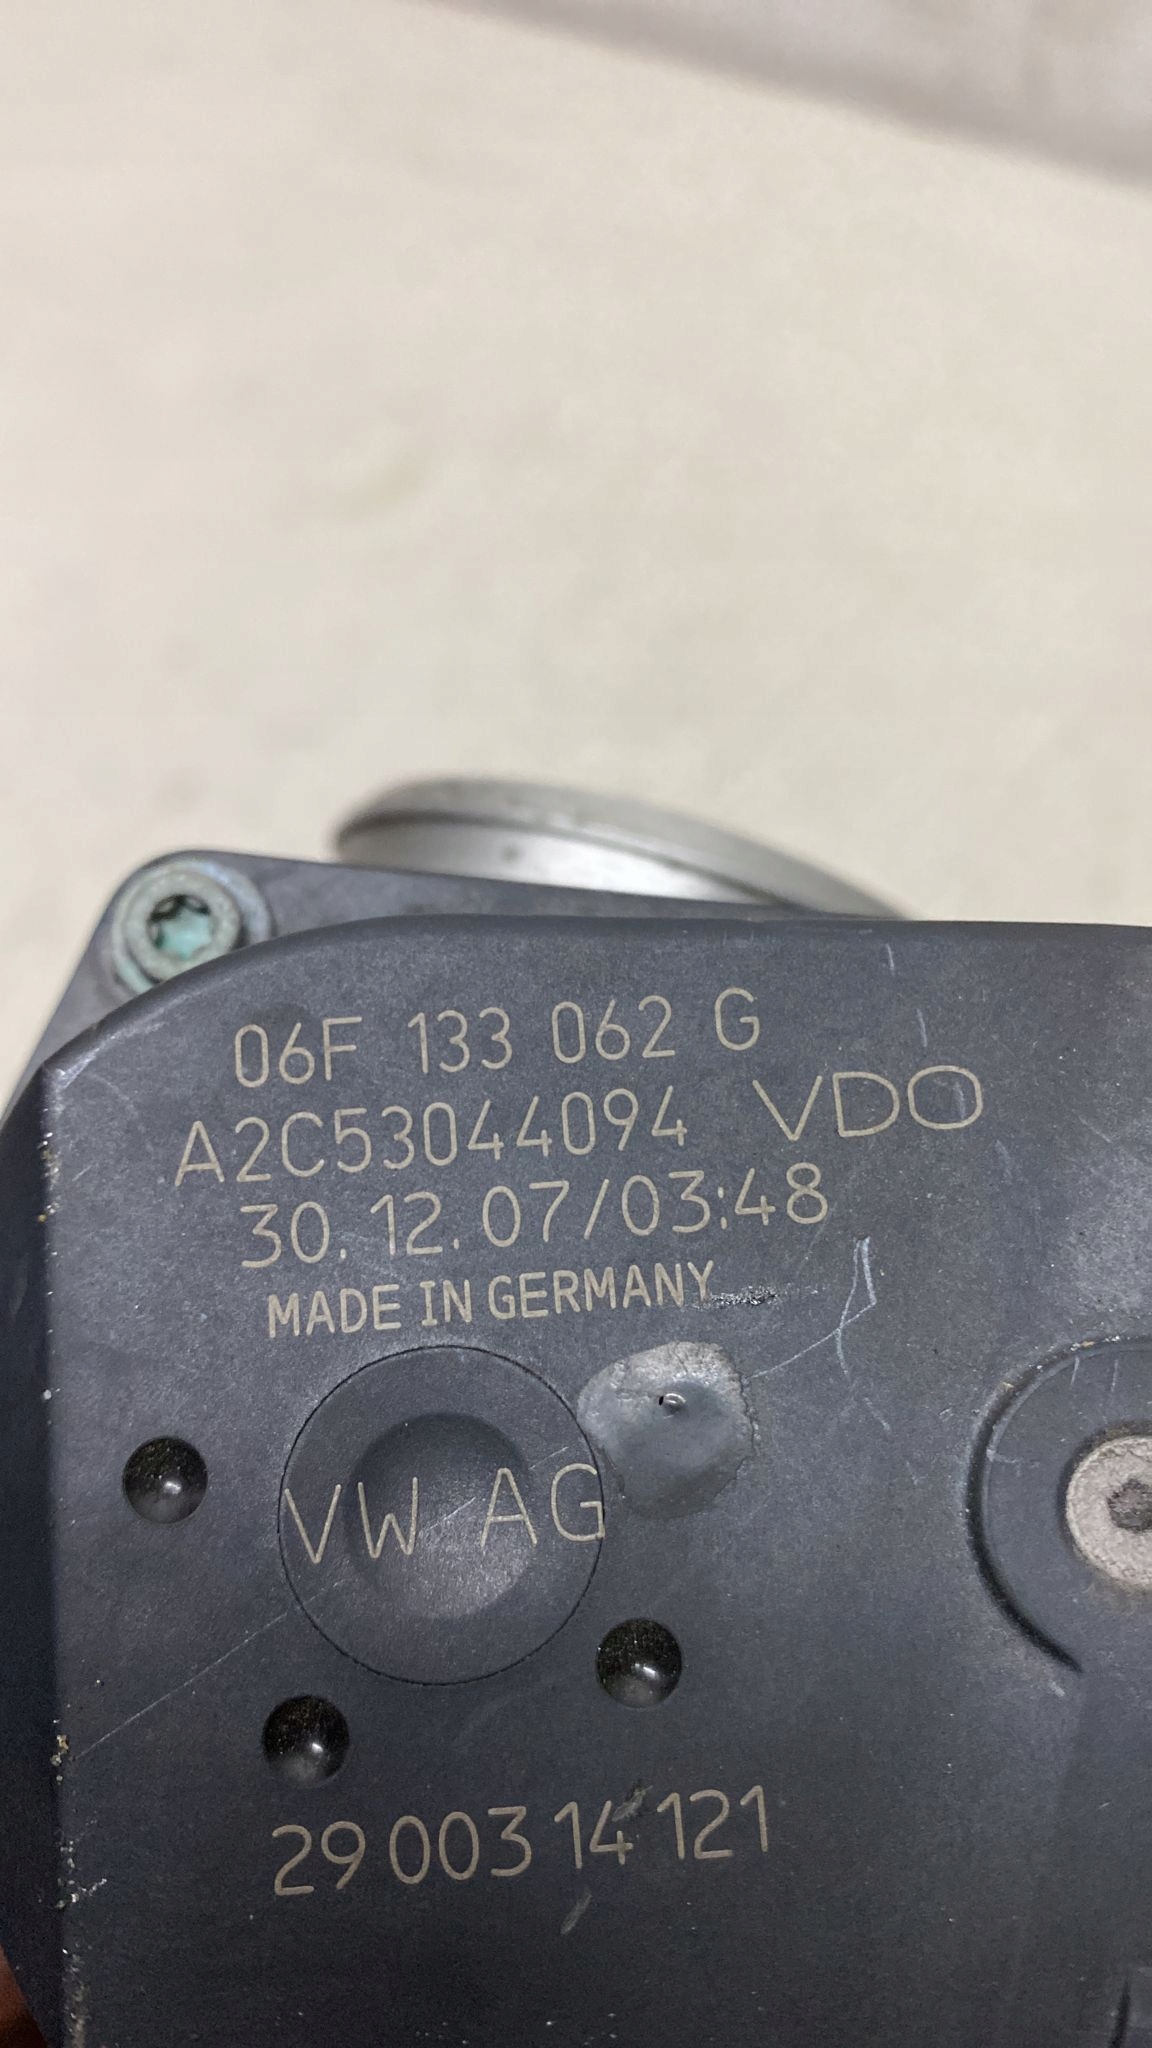 06F 133 062 G
A2C53044094 VDO
30.12.07/03:48
MADE IN GERMANY
VW AG
29 003 14 121